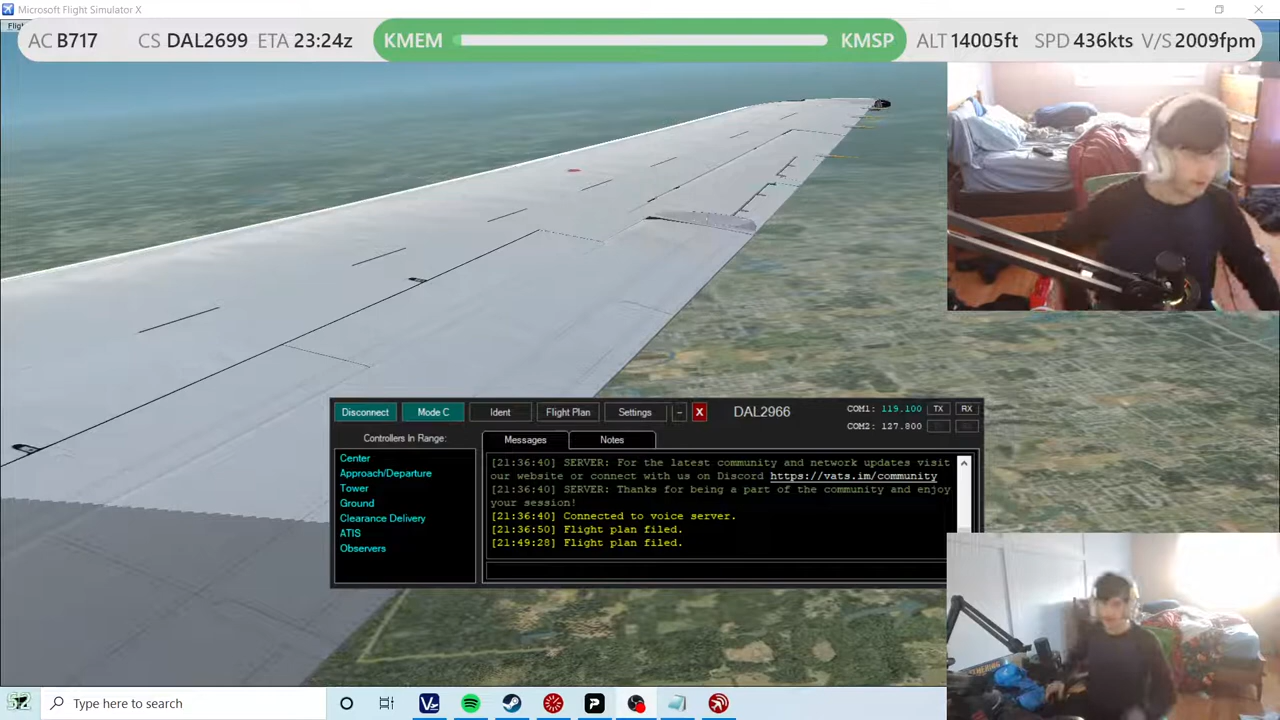 Microsoft Flight Simulator X
AC B717 CS DAL2699 ETA 23:24z KMEM KMSP ALT 14005ft SPD 436kts V/S 2009fpm
Disconnect Mode C Ident Flight Plan Settings – X DAL2966 COM1: 119.100 TX RX
COM2: 127.800
Controllers In Range:
Center
Approach/Departure
Tower
Ground
Clearance Delivery
ATIS
Observers
Messages Notes
[21:36:40] SERVER: For the latest community and network updates visit
our website or connect with us on Discord https://vats.im/community
[21:36:40] SERVER: Thanks for being a part of the community and enjoy
your session!
[21:36:40] Connected to voice server.
[21:36:50] Flight plan filed.
[21:49:28] Flight plan filed.
Type here to search